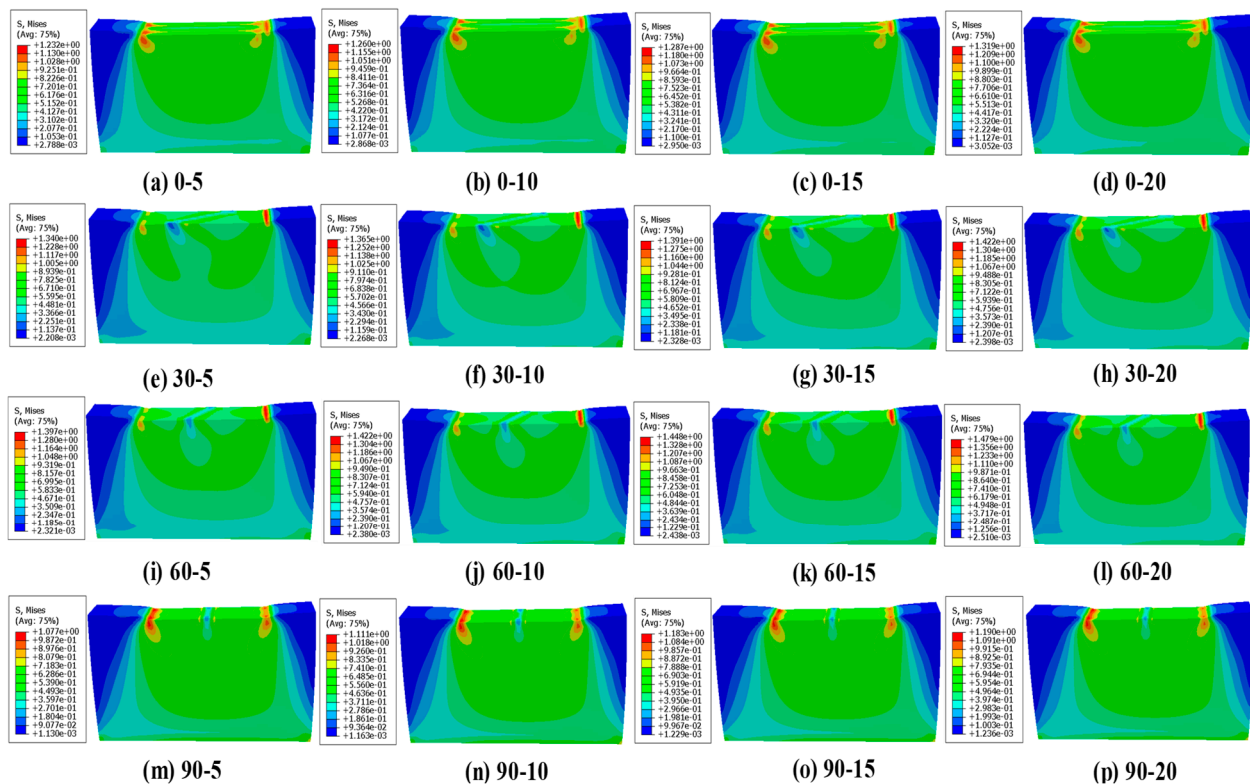 S, Mises
(Avg: 75%)
+1.232e+00
+1.130e+00
+1.028e+00
+9.251e-01
+8.226e-01
+7.201e-01
+6.176e-01
+5.152e-01
+4.127e-01
+3.102e-01
+2.077e-01
+1.053e-01
+2.788e-03
(a) 0-5
S, Mises
(Avg: 75%)
+1.260e+00
+1.155e+00
+1.051e+00
+9.459e-01
+8.411e-01
+7.364e-01
+6.316e-01
+5.268e-01
+4.220e-01
+3.172e-01
+2.124e-01
+1.077e-01
+2.868e-03
(b) 0-10
S, Mises
(Avg: 75%)
+1.287e+00
+1.180e+00
+1.073e+00
+9.664e-01
+8.593e-01
+7.523e-01
+6.452e-01
+5.382e-01
+4.311e-01
+3.241e-01
+2.170e-01
+1.100e-01
+2.950e-03
(c) 0-15
S, Mises
(Avg: 75%)
+1.319e+00
+1.209e+00
+1.100e+00
+9.899e-01
+8.803e-01
+7.706e-01
+6.610e-01
+5.513e-01
+4.417e-01
+3.320e-01
+2.224e-01
+1.127e-01
+3.052e-03
(d) 0-20
S, Mises
(Avg: 75%)
+1.340e+00
+1.228e+00
+1.117e+00
+1.005e+00
+8.939e-01
+7.825e-01
+6.710e-01
+5.595e-01
+4.481e-01
+3.366e-01
+2.251e-01
+1.137e-01
+2.208e-03
(e) 30-5
S, Mises
(Avg: 75%)
+1.365e+00
+1.252e+00
+1.138e+00
+1.025e+00
+9.110e-01
+7.974e-01
+6.838e-01
+5.702e-01
+4.566e-01
+3.430e-01
+2.294e-01
+1.159e-01
+2.268e-03
(f) 30-10
S, Mises
(Avg: 75%)
+1.391e+00
+1.275e+00
+1.160e+00
+1.044e+00
+9.281e-01
+8.124e-01
+6.967e-01
+5.809e-01
+4.652e-01
+3.495e-01
+2.338e-01
+1.181e-01
+2.328e-03
(g) 30-15
S, Mises
(Avg: 75%)
+1.422e+00
+1.304e+00
+1.185e+00
+1.067e+00
+9.488e-01
+8.305e-01
+7.122e-01
+5.939e-01
+4.756e-01
+3.573e-01
+2.390e-01
+1.207e-01
+2.398e-03
(h) 30-20
S, Mises
(Avg: 75%)
+1.397e+00
+1.280e+00
+1.164e+00
+1.048e+00
+9.319e-01
+8.157e-01
+6.995e-01
+5.833e-01
+4.671e-01
+3.509e-01
+2.347e-01
+1.185e-01
+2.321e-03
(i) 60-5
S, Mises
(Avg: 75%)
+1.422e+00
+1.304e+00
+1.186e+00
+1.067e+00
+9.490e-01
+8.307e-01
+7.124e-01
+5.940e-01
+4.757e-01
+3.574e-01
+2.390e-01
+1.207e-01
+2.380e-03
(j) 60-10
S, Mises
(Avg: 75%)
+1.448e+00
+1.328e+00
+1.207e+00
+1.087e+00
+9.663e-01
+8.458e-01
+7.253e-01
+6.048e-01
+4.844e-01
+3.639e-01
+2.434e-01
+1.229e-01
+2.438e-03
(k) 60-15
S, Mises
(Avg: 75%)
+1.479e+00
+1.356e+00
+1.233e+00
+1.110e+00
+9.871e-01
+8.640e-01
+7.410e-01
+6.179e-01
+4.948e-01
+3.717e-01
+2.487e-01
+1.256e-01
+2.510e-03
(l) 60-20
S, Mises
(Avg: 75%)
+1.077e+00
+9.872e-01
+8.976e-01
+8.079e-01
+7.183e-01
+6.286e-01
+5.390e-01
+4.493e-01
+3.597e-01
+2.701e-01
+1.804e-01
+9.077e-02
+1.130e-03
(m) 90-5
S, Mises
(Avg: 75%)
+1.111e+00
+1.018e+00
+9.260e-01
+8.335e-01
+7.410e-01
+6.485e-01
+5.560e-01
+4.636e-01
+3.711e-01
+2.786e-01
+1.861e-01
+9.364e-02
+1.163e-03
(n) 90-10
S, Mises
(Avg: 75%)
+1.183e+00
+1.084e+00
+9.857e-01
+8.872e-01
+7.888e-01
+6.903e-01
+5.919e-01
+4.935e-01
+3.950e-01
+2.966e-01
+1.981e-01
+9.967e-02
+1.229e-03
(o) 90-15
S, Mises
(Avg: 75%)
+1.190e+00
+1.091e+00
+9.915e-01
+8.925e-01
+7.935e-01
+6.944e-01
+5.954e-01
+4.964e-01
+3.974e-01
+2.983e-01
+1.993e-01
+1.003e-01
+1.236e-03
(p) 90-20